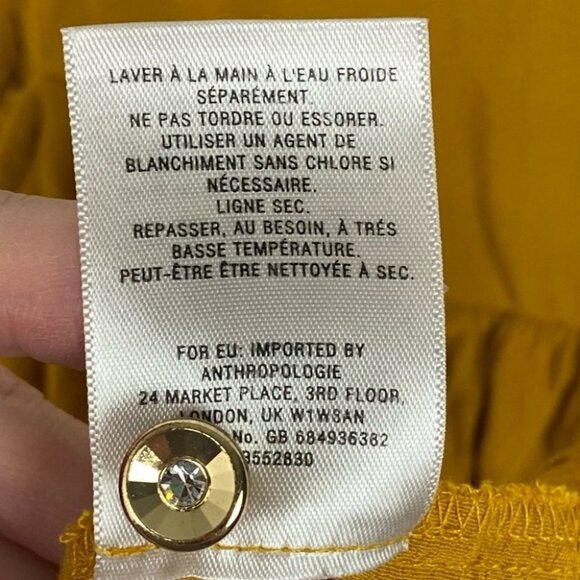 LAVER À LA MAIN À L'EAU FROIDE
SÉPARÉMENT.
NE PAS TORDRE OU ESSORER.
UTILISER UN AGENT DE
BLANCHIMENT SANS CHLORE SI
NÉCESSAIRE.
LIGNE SEC.
REPASSER, AU BESOIN, À TRÉS
BASSE TEMPÉRATURE.
PEUT-ÊTRE ÊTRE NETTOYÉE À SEC.
FOR EU: IMPORTED BY
ANTHROPOLOGIE
24 MARKET PLACE, 3RD FLOOR,
LONDON, UK W1W8AN
No. GB 684936382
3552830